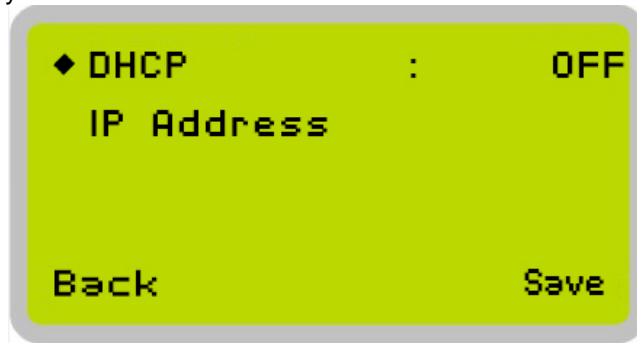 ◆ DHCP : OFF
IP Address
Back Save